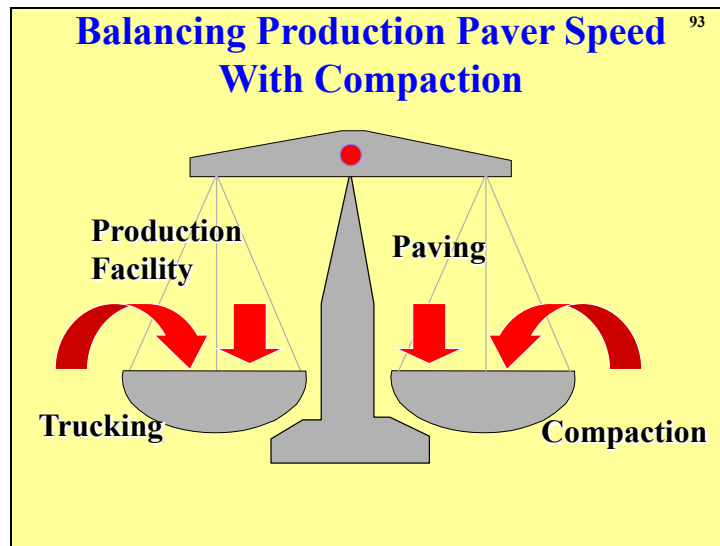 Balancing Production Paver Speed
With Compaction
93
Production
Facility
Paving
Trucking
Compaction